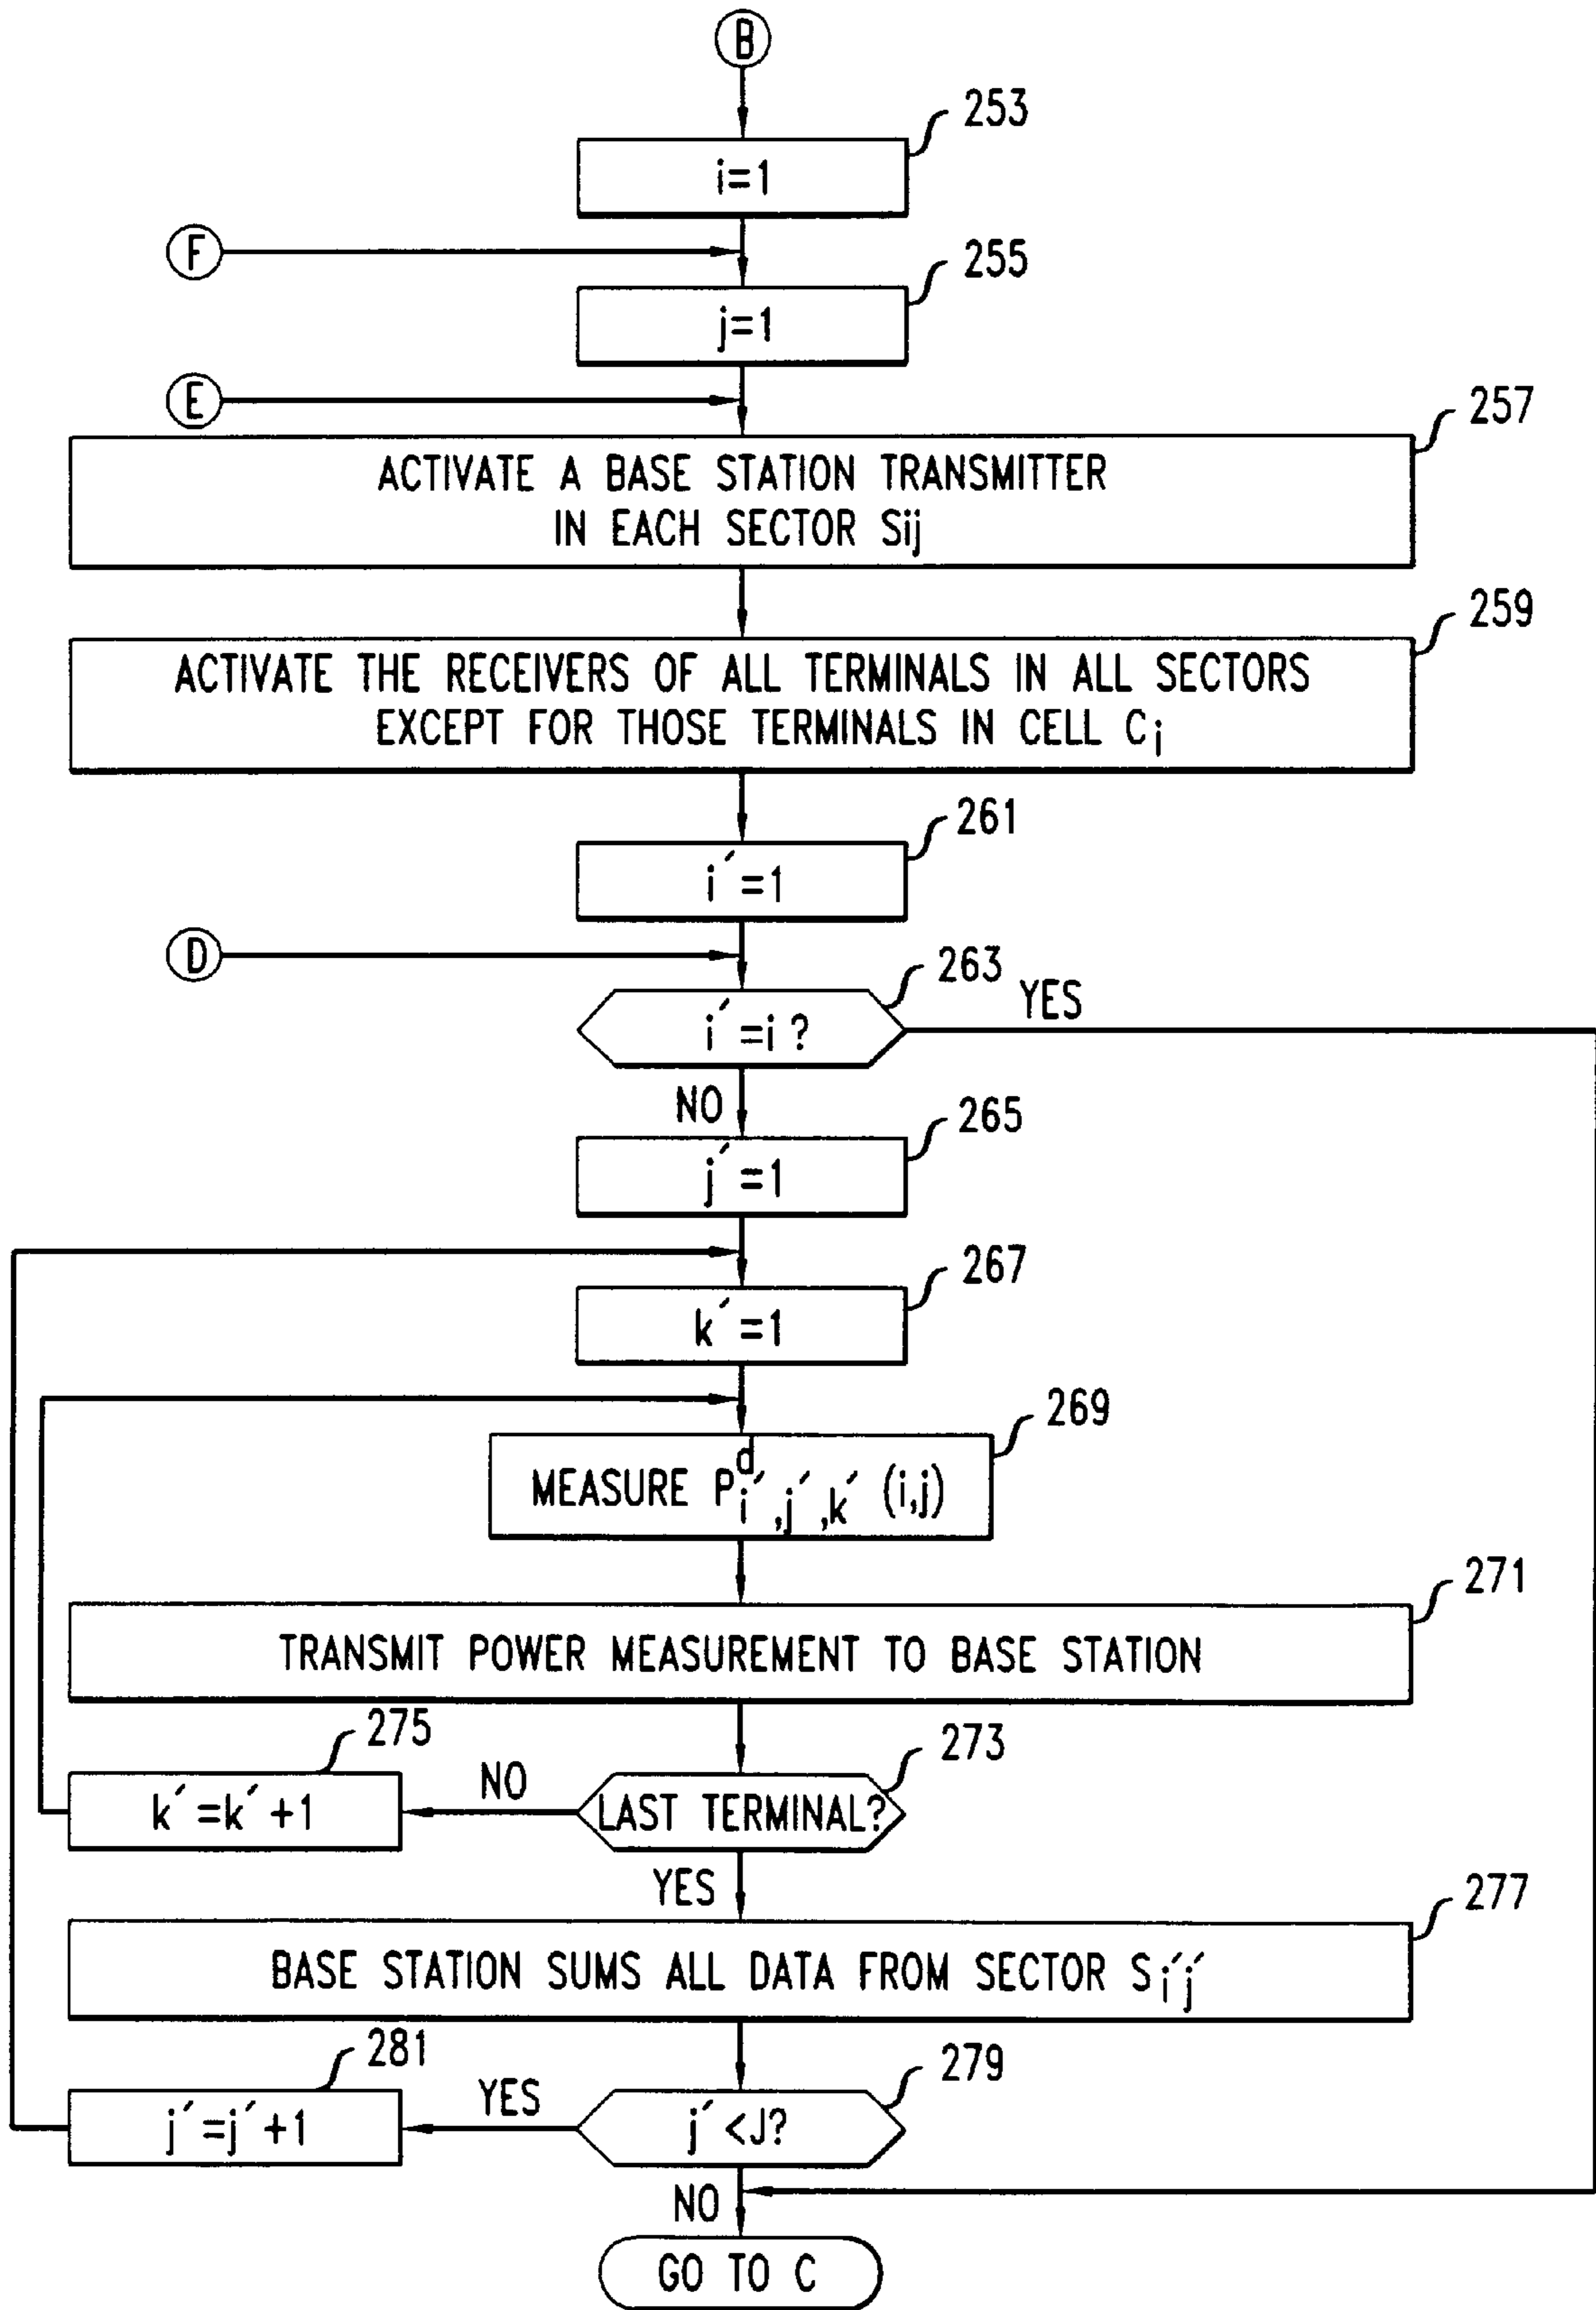 B
253
i=1
F
255
j=1
E
257
ACTIVATE A BASE STATION TRANSMITTER
IN EACH SECTOR Sij
259
ACTIVATE THE RECEIVERS OF ALL TERMINALS IN ALL SECTORS
EXCEPT FOR THOSE TERMINALS IN CELL Ci
261
i′=1
D
263
YES
i′=i?
NO
265
j′=1
267
k′=1
269
MEASURE P^d_i′,j′,k′ (i,j)
271
TRANSMIT POWER MEASUREMENT TO BASE STATION
275
273
k′=k′+1
NO
LAST TERMINAL?
YES
277
BASE STATION SUMS ALL DATA FROM SECTOR Si′j′
281
279
j′=j′+1
YES
j′<J?
NO
GO TO C